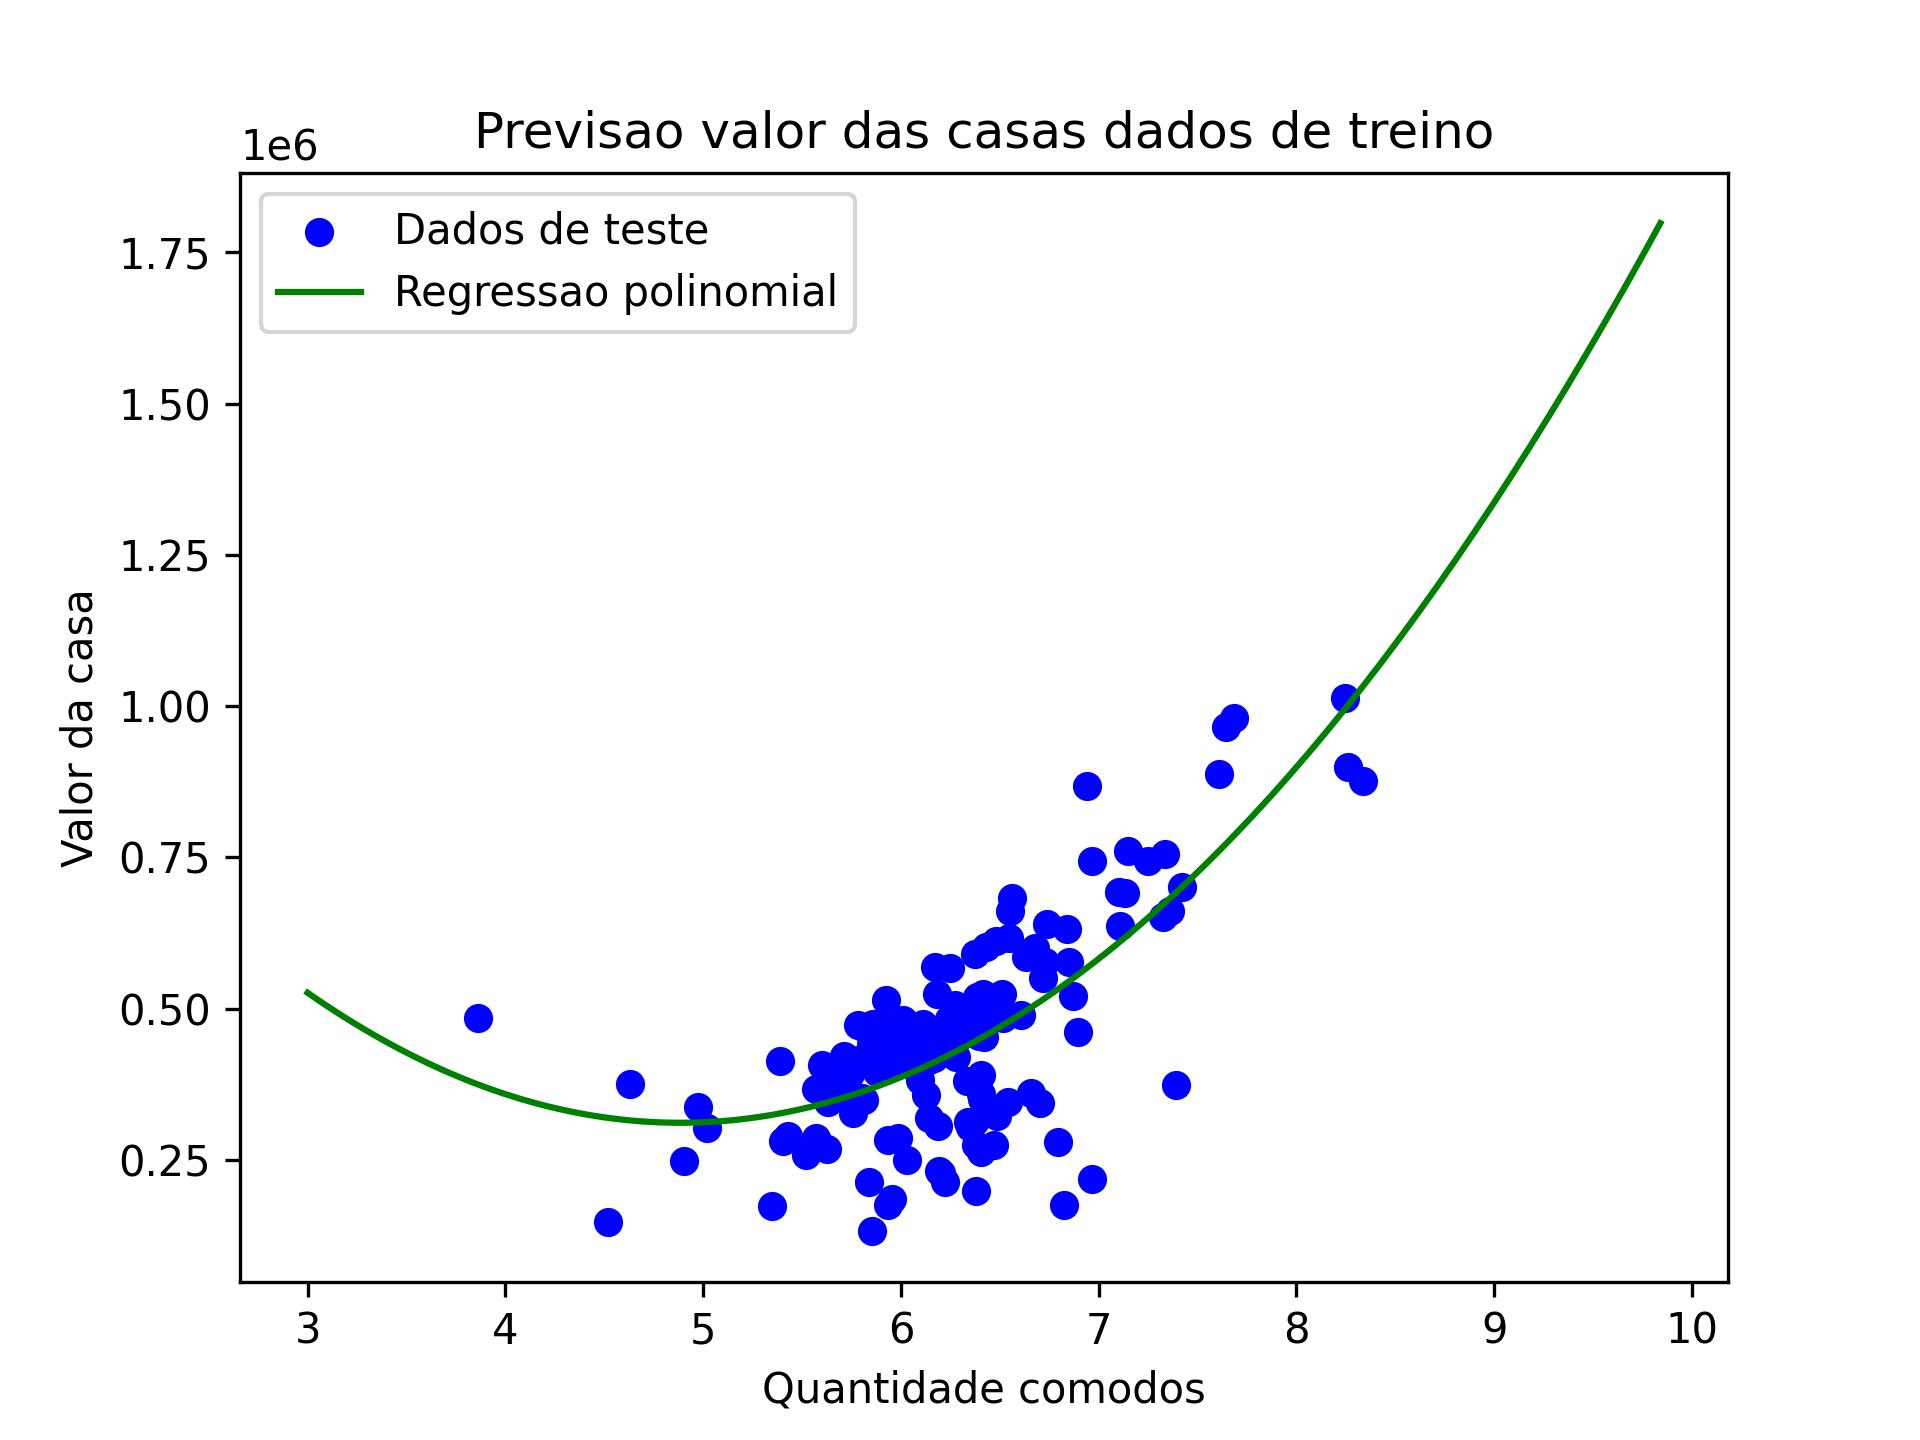 Previsao valor das casas dados de treino
1e6
Dados de teste
Regressao polinomial
1.75
1.50
1.25
1.00
0.75
0.50
0.25
Valor da casa
3 4 5 6 7 8 9 10
Quantidade comodos